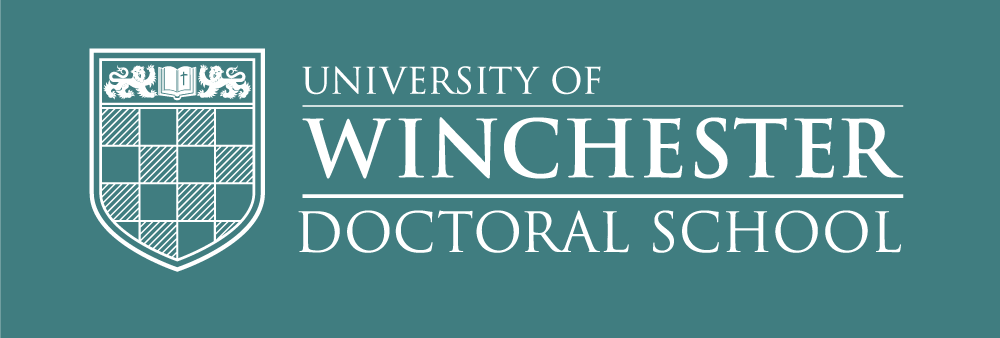 UNIVERSITY OF
WINCHESTER
DOCTORAL SCHOOL